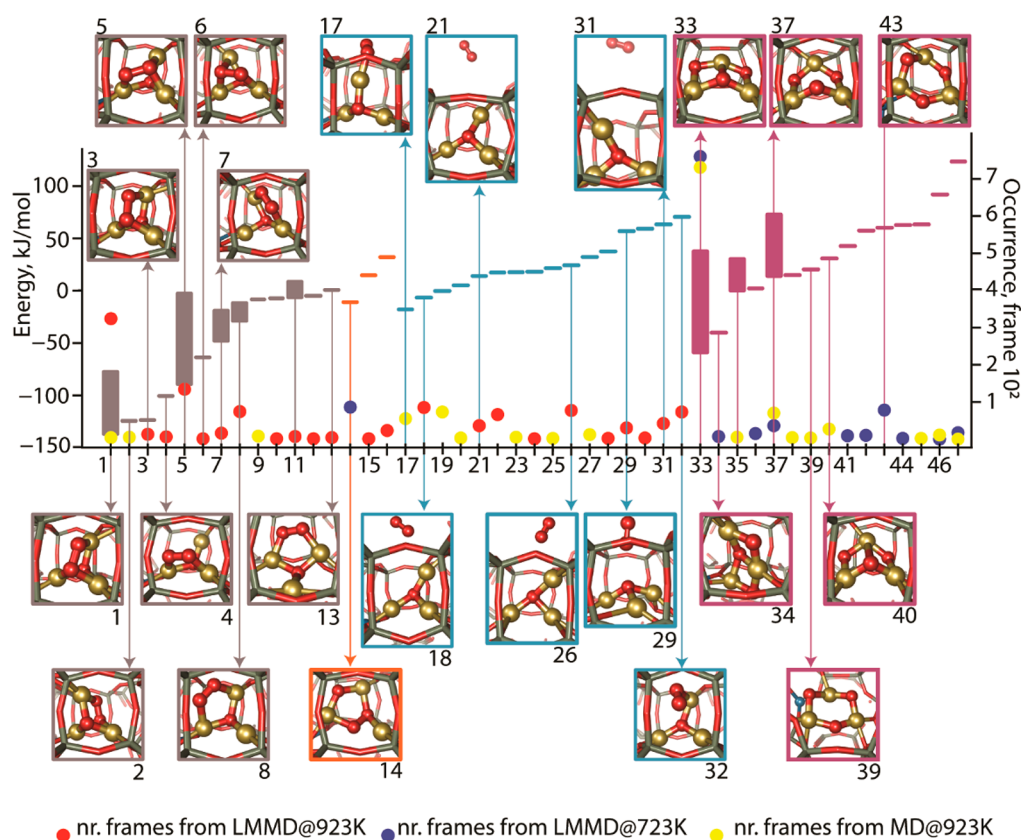 5 6 17 21 31 33 37 43
3 7
Energy, kJ/mol
100
50
0
−50
−100
−150
7
6
5
4
3
2
1
Occurrence, frame 10²
1 3 5 7 9 11 13 15 17 19 21 23 25 27 29 31 33 35 37 39 41 44 46
1 4 13 18 26 29 34 40
2 8 14 32 39
nr. frames from LMMD@923K nr. frames from LMMD@723K nr. frames from MD@923K